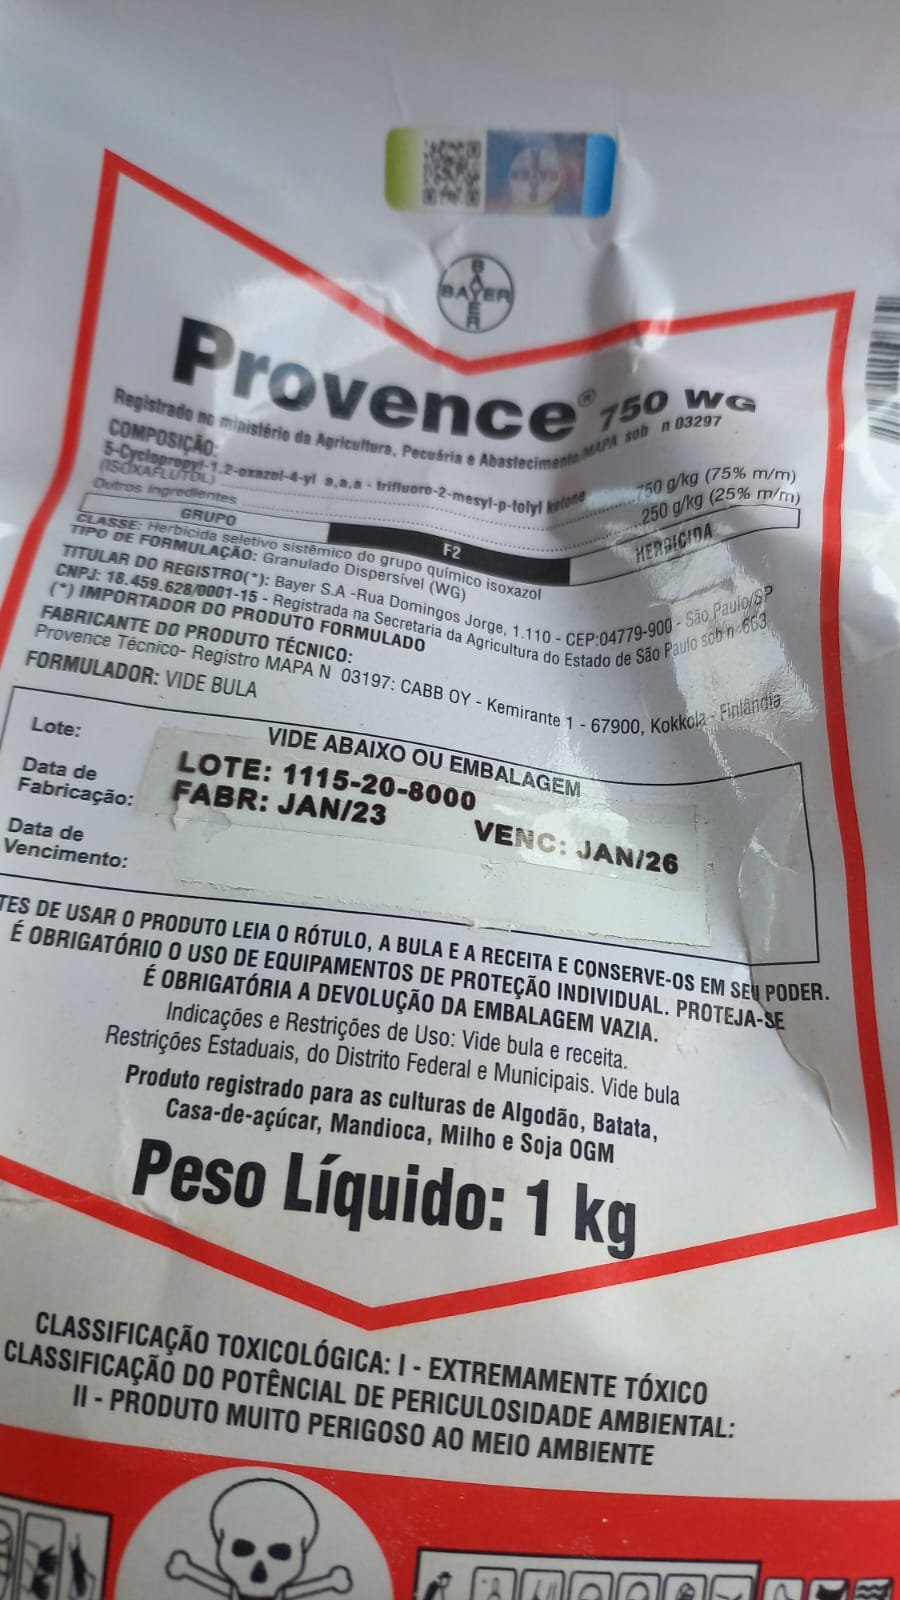 BAYER
BAYER
Provence® 750 WG
Registrado no ministério da Agricultura, Pecuária e Abastecimento/MAPA sob n 03297
COMPOSIÇÃO:
5-Cyclopropyl-1,2-oxazol-4-yl a,a,a - trifluoro-2-mesyl-p-tolyl ketone 750 g/kg (75% m/m)
(ISOXAFLUTOL)
Outros ingredientes 250 g/kg (25% m/m)
GRUPO F2 HERBICIDA
CLASSE: Herbicida seletivo sistêmico do grupo químico isoxazol
TIPO DE FORMULAÇÃO: Granulado Dispersível (WG)
TITULAR DO REGISTRO(*): Bayer S.A -Rua Domingos Jorge, 1.110 - CEP:04779-900 - São Paulo/SP
CNPJ: 18.459.628/0001-15 - Registrada na Secretaria da Agricultura do Estado de São Paulo sob n 663
(*) IMPORTADOR DO PRODUTO FORMULADO
FABRICANTE DO PRODUTO TÉCNICO:
Provence Técnico- Registro MAPA N 03197: CABB OY - Kemirante 1 - 67900, Kokkola - Finlândia
FORMULADOR: VIDE BULA
VIDE ABAIXO OU EMBALAGEM
Lote:
LOTE: 1115-20-8000
Data de
Fabricação:
FABR: JAN/23 VENC: JAN/26
Data de
Vencimento:
TES DE USAR O PRODUTO LEIA O RÓTULO, A BULA E A RECEITA E CONSERVE-OS EM SEU PODER.
É OBRIGATÓRIO O USO DE EQUIPAMENTOS DE PROTEÇÃO INDIVIDUAL. PROTEJA-SE
É OBRIGATÓRIA A DEVOLUÇÃO DA EMBALAGEM VAZIA.
Indicações e Restrições de Uso: Vide bula e receita.
Restrições Estaduais, do Distrito Federal e Municipais. Vide bula
Produto registrado para as culturas de Algodão, Batata,
Casa-de-açúcar, Mandioca, Milho e Soja OGM
Peso Líquido: 1 kg
CLASSIFICAÇÃO TOXICOLÓGICA: I - EXTREMAMENTE TÓXICO
CLASSIFICAÇÃO DO POTÊNCIAL DE PERICULOSIDADE AMBIENTAL:
II - PRODUTO MUITO PERIGOSO AO MEIO AMBIENTE